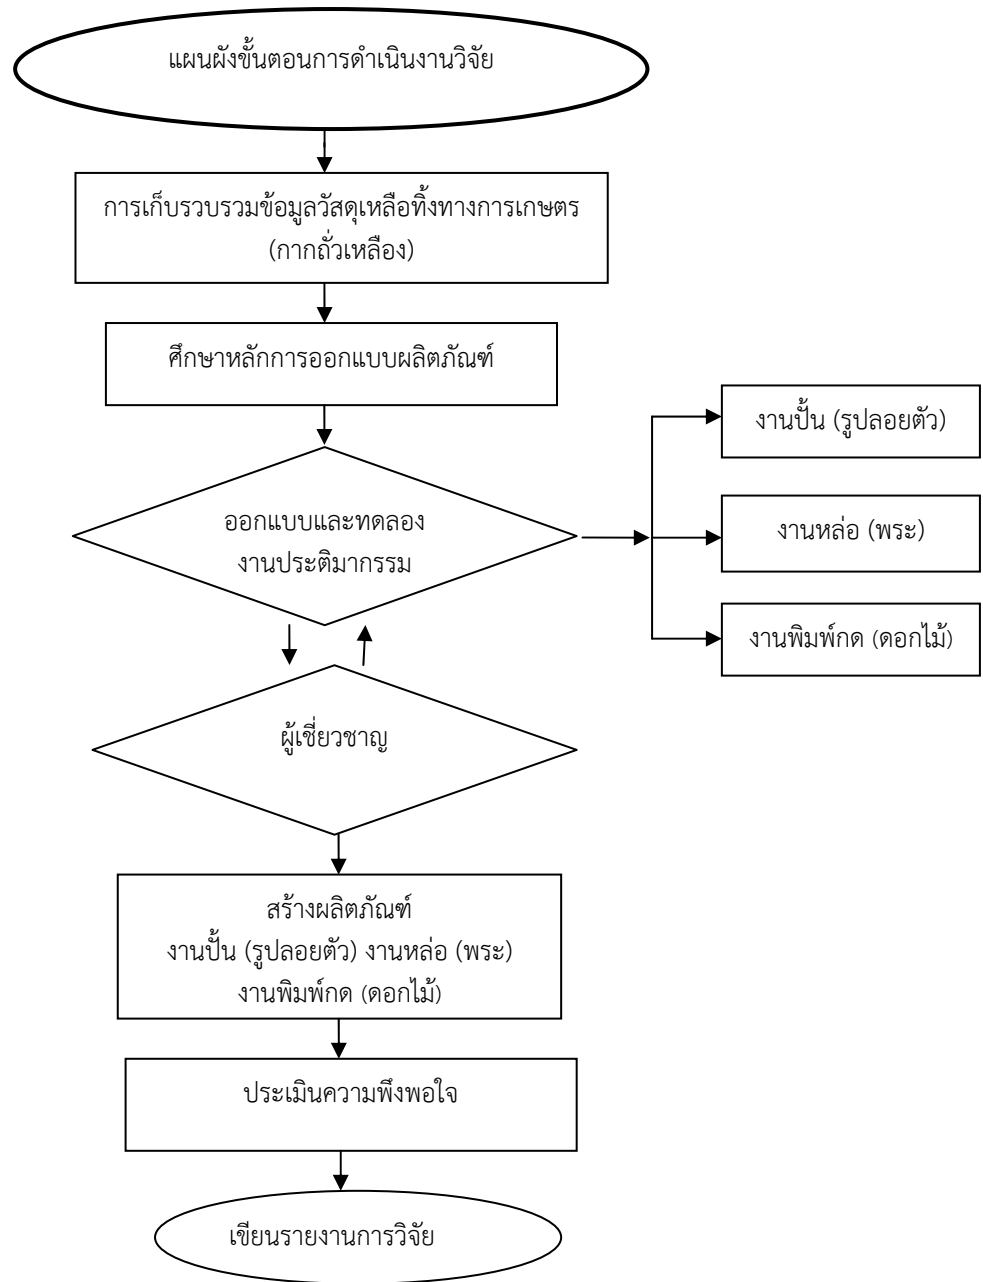 แผนผังขั้นตอนการดำเนินงานวิจัย
การเก็บรวบรวมข้อมูลวัสดุเหลือทิ้งทางการเกษตร
(กากถั่วเหลือง)
ศึกษาหลักการออกแบบผลิตภัณฑ์
ออกแบบและทดลอง
งานประติมากรรม
งานปั้น (รูปลอยตัว)
งานหล่อ (พระ)
งานพิมพ์กด (ดอกไม้)
ผู้เชี่ยวชาญ
สร้างผลิตภัณฑ์
งานปั้น (รูปลอยตัว) งานหล่อ (พระ)
งานพิมพ์กด (ดอกไม้)
ประเมินความพึงพอใจ
เขียนรายงานการวิจัย